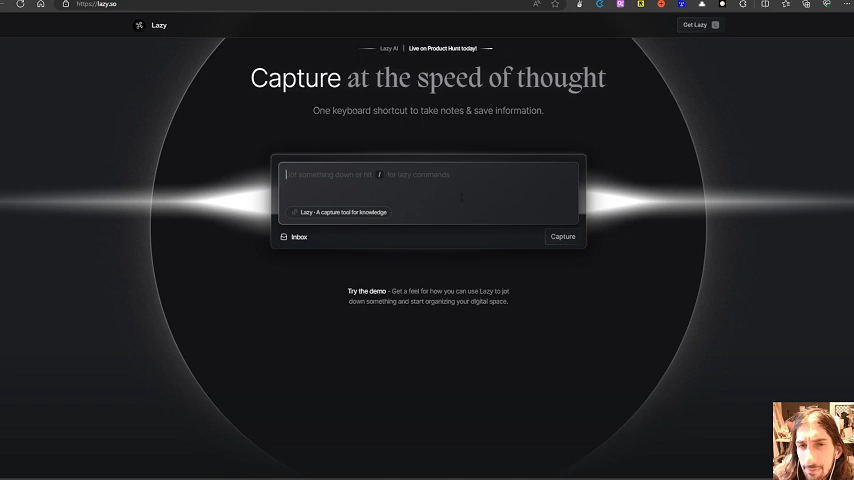 https://lazy.so
Lazy
Get Lazy L
Lazy AI | Live on Product Hunt today!
Capture at the speed of thought
One keyboard shortcut to take notes & save information.
Jot something down or hit / for lazy commands
Lazy - A capture tool for knowledge
Inbox
Capture
Try the demo - Get a feel for how you can use Lazy to jot
down something and start organizing your digital space.